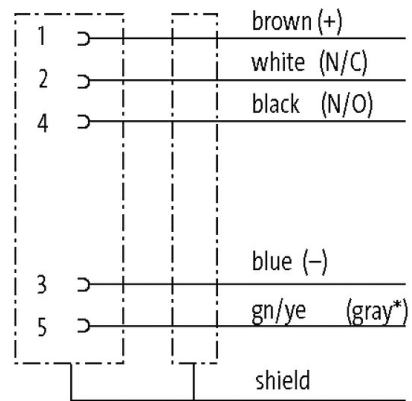 1 brown (+)
2 white (N/C)
4 black (N/O)
3 blue (–)
5 gn/ye (gray*)
shield